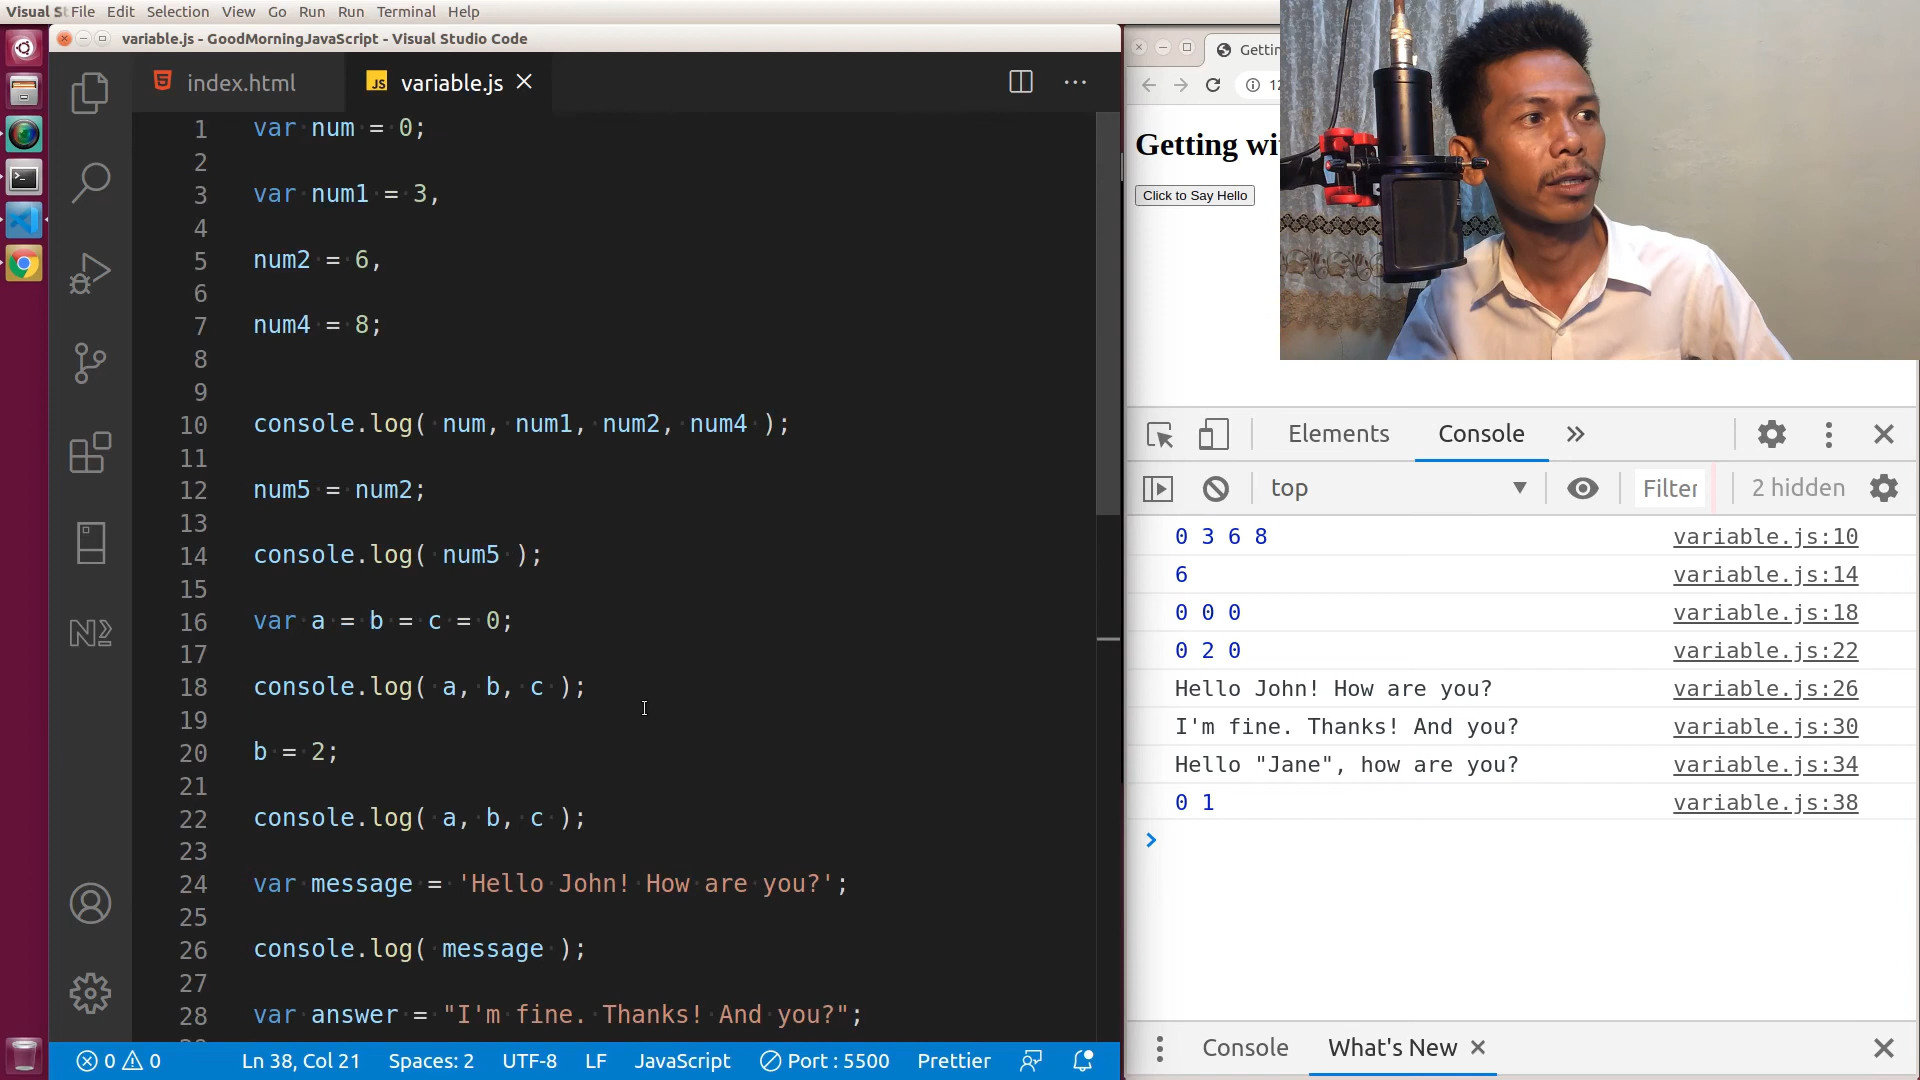 Visual St File Edit Selection View Go Run Run Terminal Help
variable.js - GoodMorningJavaScript - Visual Studio Code
index.html
JS variable.js
1 var num = 0;
2
3 var num1 = 3,
4
5 num2 = 6,
6
7 num4 = 8;
8
9
10 console.log( num, num1, num2, num4 );
11
12 num5 = num2;
13
14 console.log( num5 );
15
16 var a = b = c = 0;
17
18 console.log( a, b, c );
19
20 b = 2;
21
22 console.log( a, b, c );
23
24 var message = 'Hello John! How are you?';
25
26 console.log( message );
27
28 var answer = "I'm fine. Thanks! And you?";
0 0 Ln 38, Col 21 Spaces: 2 UTF-8 LF JavaScript Port : 5500 Prettier
Gettin
12
Getting wi
Click to Say Hello
Elements Console
top Filter 2 hidden
0 3 6 8 variable.js:10
6 variable.js:14
0 0 0 variable.js:18
0 2 0 variable.js:22
Hello John! How are you? variable.js:26
I'm fine. Thanks! And you? variable.js:30
Hello "Jane", how are you? variable.js:34
0 1 variable.js:38
Console What's New